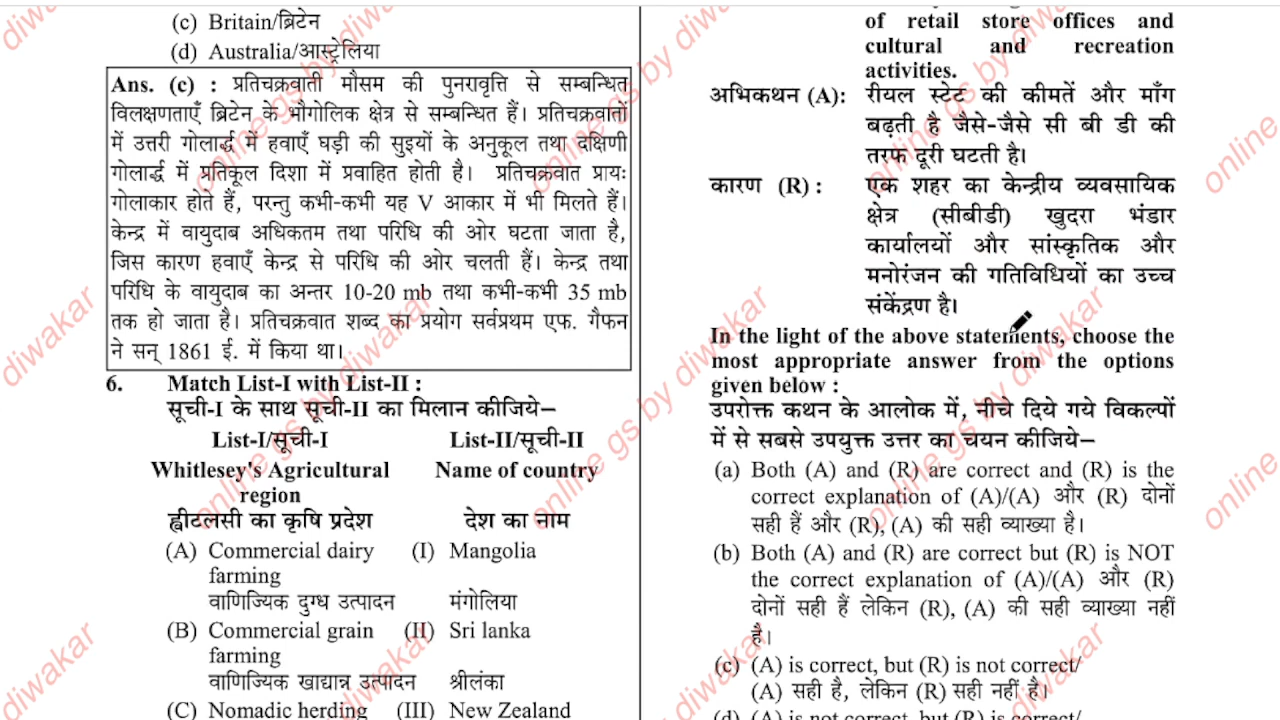 (c) Britain/ब्रिटेन
(d) Australia/आस्ट्रेलिया
Ans. (c) : प्रतिचक्रवाती मौसम की पुनरावृत्ति से सम्बन्धित
विलक्षणताएँ ब्रिटेन के भौगोलिक क्षेत्र से सम्बन्धित हैं। प्रतिचक्रवातों
में उत्तरी गोलार्द्ध में हवाएँ घड़ी की सुइयों के अनुकूल तथा दक्षिणी
गोलार्द्ध में प्रतिकूल दिशा में प्रवाहित होती है। प्रतिचक्रवात प्रायः
गोलाकार होते हैं, परन्तु कभी-कभी यह V आकार में भी मिलते हैं।
केन्द्र में वायुदाब अधिकतम तथा परिधि की ओर घटता जाता है,
जिस कारण हवाएँ केन्द्र से परिधि की ओर चलती हैं। केन्द्र तथा
परिधि के वायुदाब का अन्तर 10-20 mb तथा कभी-कभी 35 mb
तक हो जाता है। प्रतिचक्रवात शब्द का प्रयोग सर्वप्रथम एफ. गैफन
ने सन् 1861 ई. में किया था।
6. Match List-I with List-II :
सूची-I के साथ सूची-II का मिलान कीजिये–
List-I/सूची-I List-II/सूची-II
Whitlesey's Agricultural Name of country
region
ह्वीटलसी का कृषि प्रदेश देश का नाम
(A) Commercial dairy (I) Mangolia
farming
वाणिज्यिक दुग्ध उत्पादन मंगोलिया
(B) Commercial grain (II) Sri lanka
farming
वाणिज्यिक खाद्यान्न उत्पादन श्रीलंका
(C) Nomadic herding (III) New Zealand
of retail store offices and
cultural and recreation
activities.
अभिकथन (A): रीयल स्टेट की कीमतें और माँग
बढ़ती है जैसे-जैसे सी बी डी की
तरफ दूरी घटती है।
कारण (R) : एक शहर का केन्द्रीय व्यवसायिक
क्षेत्र (सीबीडी) खुदरा भंडार
कार्यालयों और सांस्कृतिक और
मनोरंजन की गतिविधियों का उच्च
संकेंद्रण है।
In the light of the above statements, choose the
most appropriate answer from the options
given below :
उपरोक्त कथन के आलोक में, नीचे दिये गये विकल्पों
में से सबसे उपयुक्त उत्तर का चयन कीजिये–
(a) Both (A) and (R) are correct and (R) is the
correct explanation of (A)/(A) और (R) दोनों
सही हैं और (R), (A) की सही व्याख्या है।
(b) Both (A) and (R) are correct but (R) is NOT
the correct explanation of (A)/(A) और (R)
दोनों सही हैं लेकिन (R), (A) की सही व्याख्या नहीं
है।
(c) (A) is correct, but (R) is not correct/
(A) सही है, लेकिन (R) सही नहीं है।
(d) (A) is not correct, but (R) is correct/
online gs by diwakar